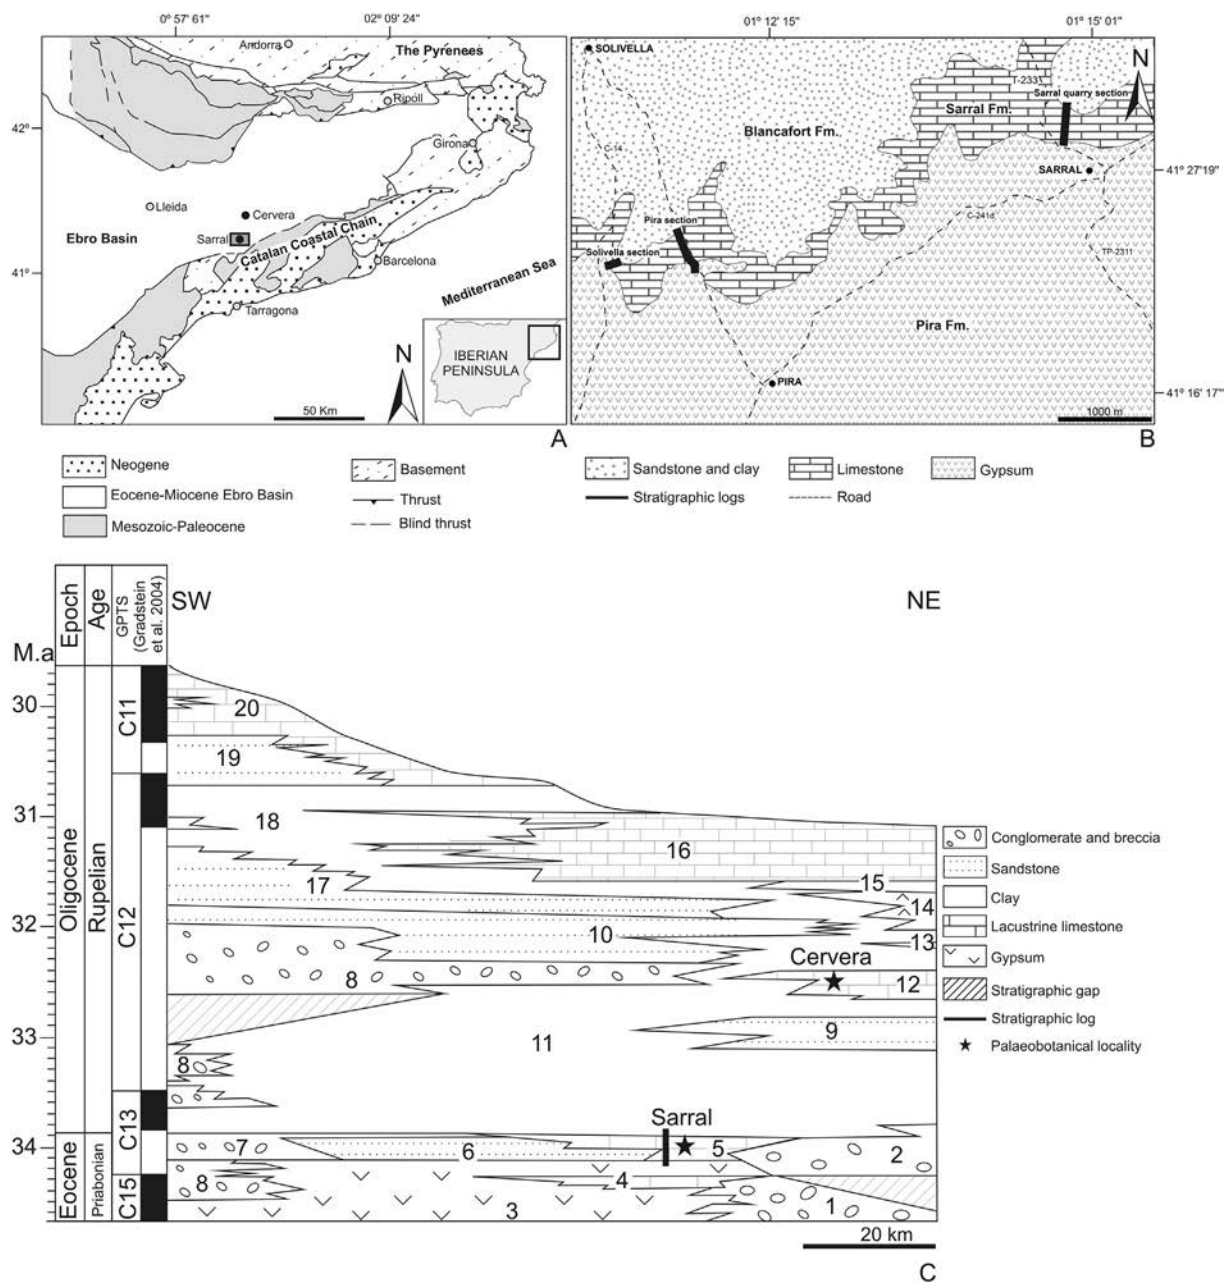 0° 57' 61"
02° 09' 24"
Andorra
The Pyrenees
Ripoll
42°
Girona
Lleida
Cervera
Ebro Basin
Sarral
Catalan Coastal Chain
Barcelona
41°
Mediterranean Sea
Tarragona
N
IBERIAN
PENINSULA
50 Km
A
01° 12' 15"
01° 15' 01"
SOLIVELLA
N
T-233
Sarral quarry section
Sarral Fm.
Blancafort Fm.
C-14
SARRAL
41° 27'19"
Pira section
C-241d
Solivella section
TP-2311
Pira Fm.
PIRA
41° 16' 17"
1000 m
B
Neogene
Eocene-Miocene Ebro Basin
Mesozoic-Paleocene
Basement
Thrust
Blind thrust
Sandstone and clay
Limestone
Gypsum
Stratigraphic logs
Road
Epoch
Age
GPTS
(Gradstein
et al. 2004)
SW
NE
M.a
30
31
32
33
34
Oligocene
Eocene
Rupelian
Priabonian
C11
C12
C13
C15
20
19
18
16
17
15
14
10
13
Cervera
8
12
9
11
8
Sarral
7
6
5
2
8
4
3
1
Conglomerate and breccia
Sandstone
Clay
Lacustrine limestone
Gypsum
Stratigraphic gap
Stratigraphic log
Palaeobotanical locality
20 km
C